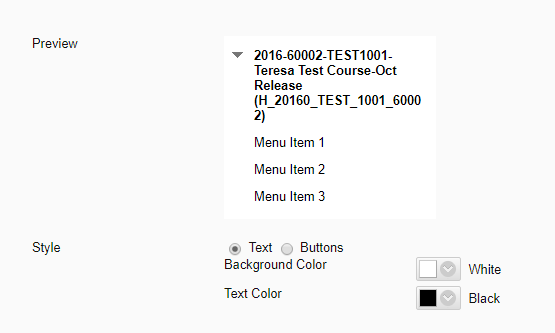 Preview
2016-60002-TEST1001-
Teresa Test Course-Oct
Release
(H_20160_TEST_1001_6000
2)
Menu Item 1
Menu Item 2
Menu Item 3
Style
Text Buttons
Background Color White
Text Color Black